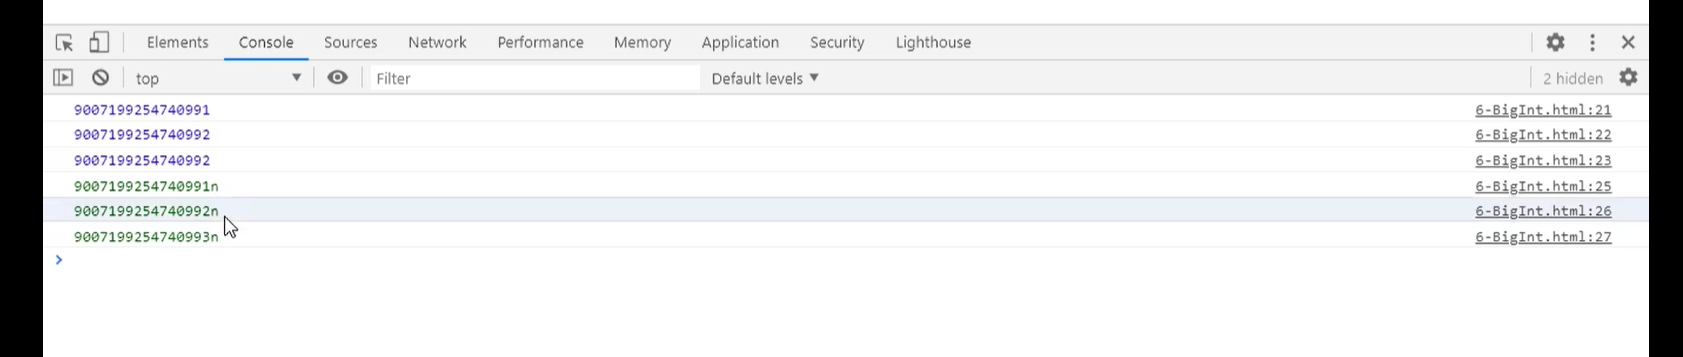 Elements Console Sources Network Performance Memory Application Security Lighthouse
top Filter Default levels 2 hidden
9007199254740991 6-BigInt.html:21
9007199254740992 6-BigInt.html:22
9007199254740992 6-BigInt.html:23
9007199254740991n 6-BigInt.html:25
9007199254740992n 6-BigInt.html:26
9007199254740993n 6-BigInt.html:27